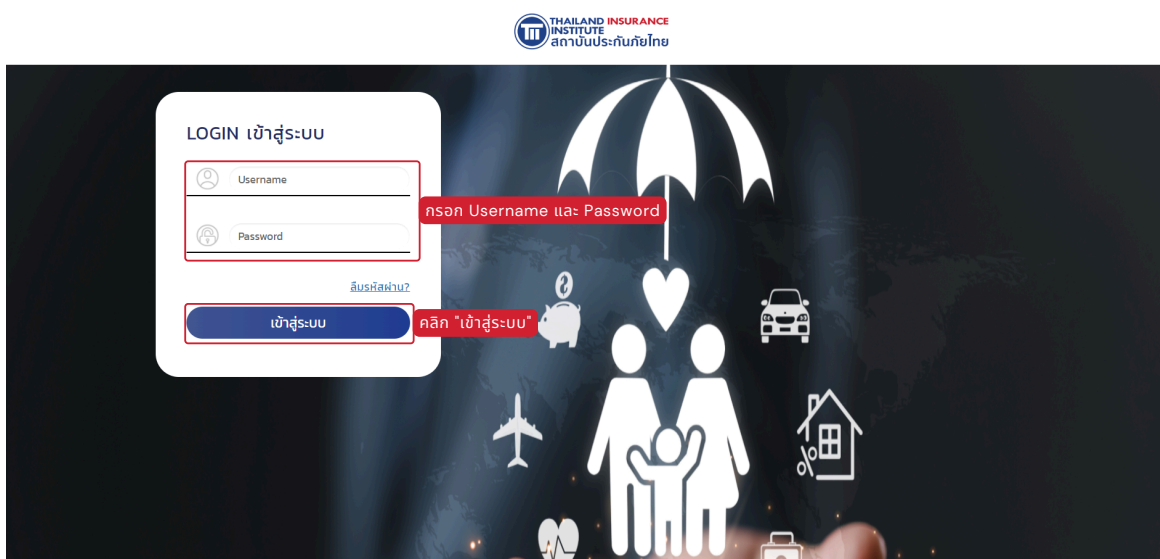 THAILAND INSURANCE
INSTITUTE
สถาบันประกันภัยไทย
LOGIN เข้าสู่ระบบ
Username
กรอก Username และ Password
Password
ลืมรหัสผ่าน?
เข้าสู่ระบบ
คลิก "เข้าสู่ระบบ"